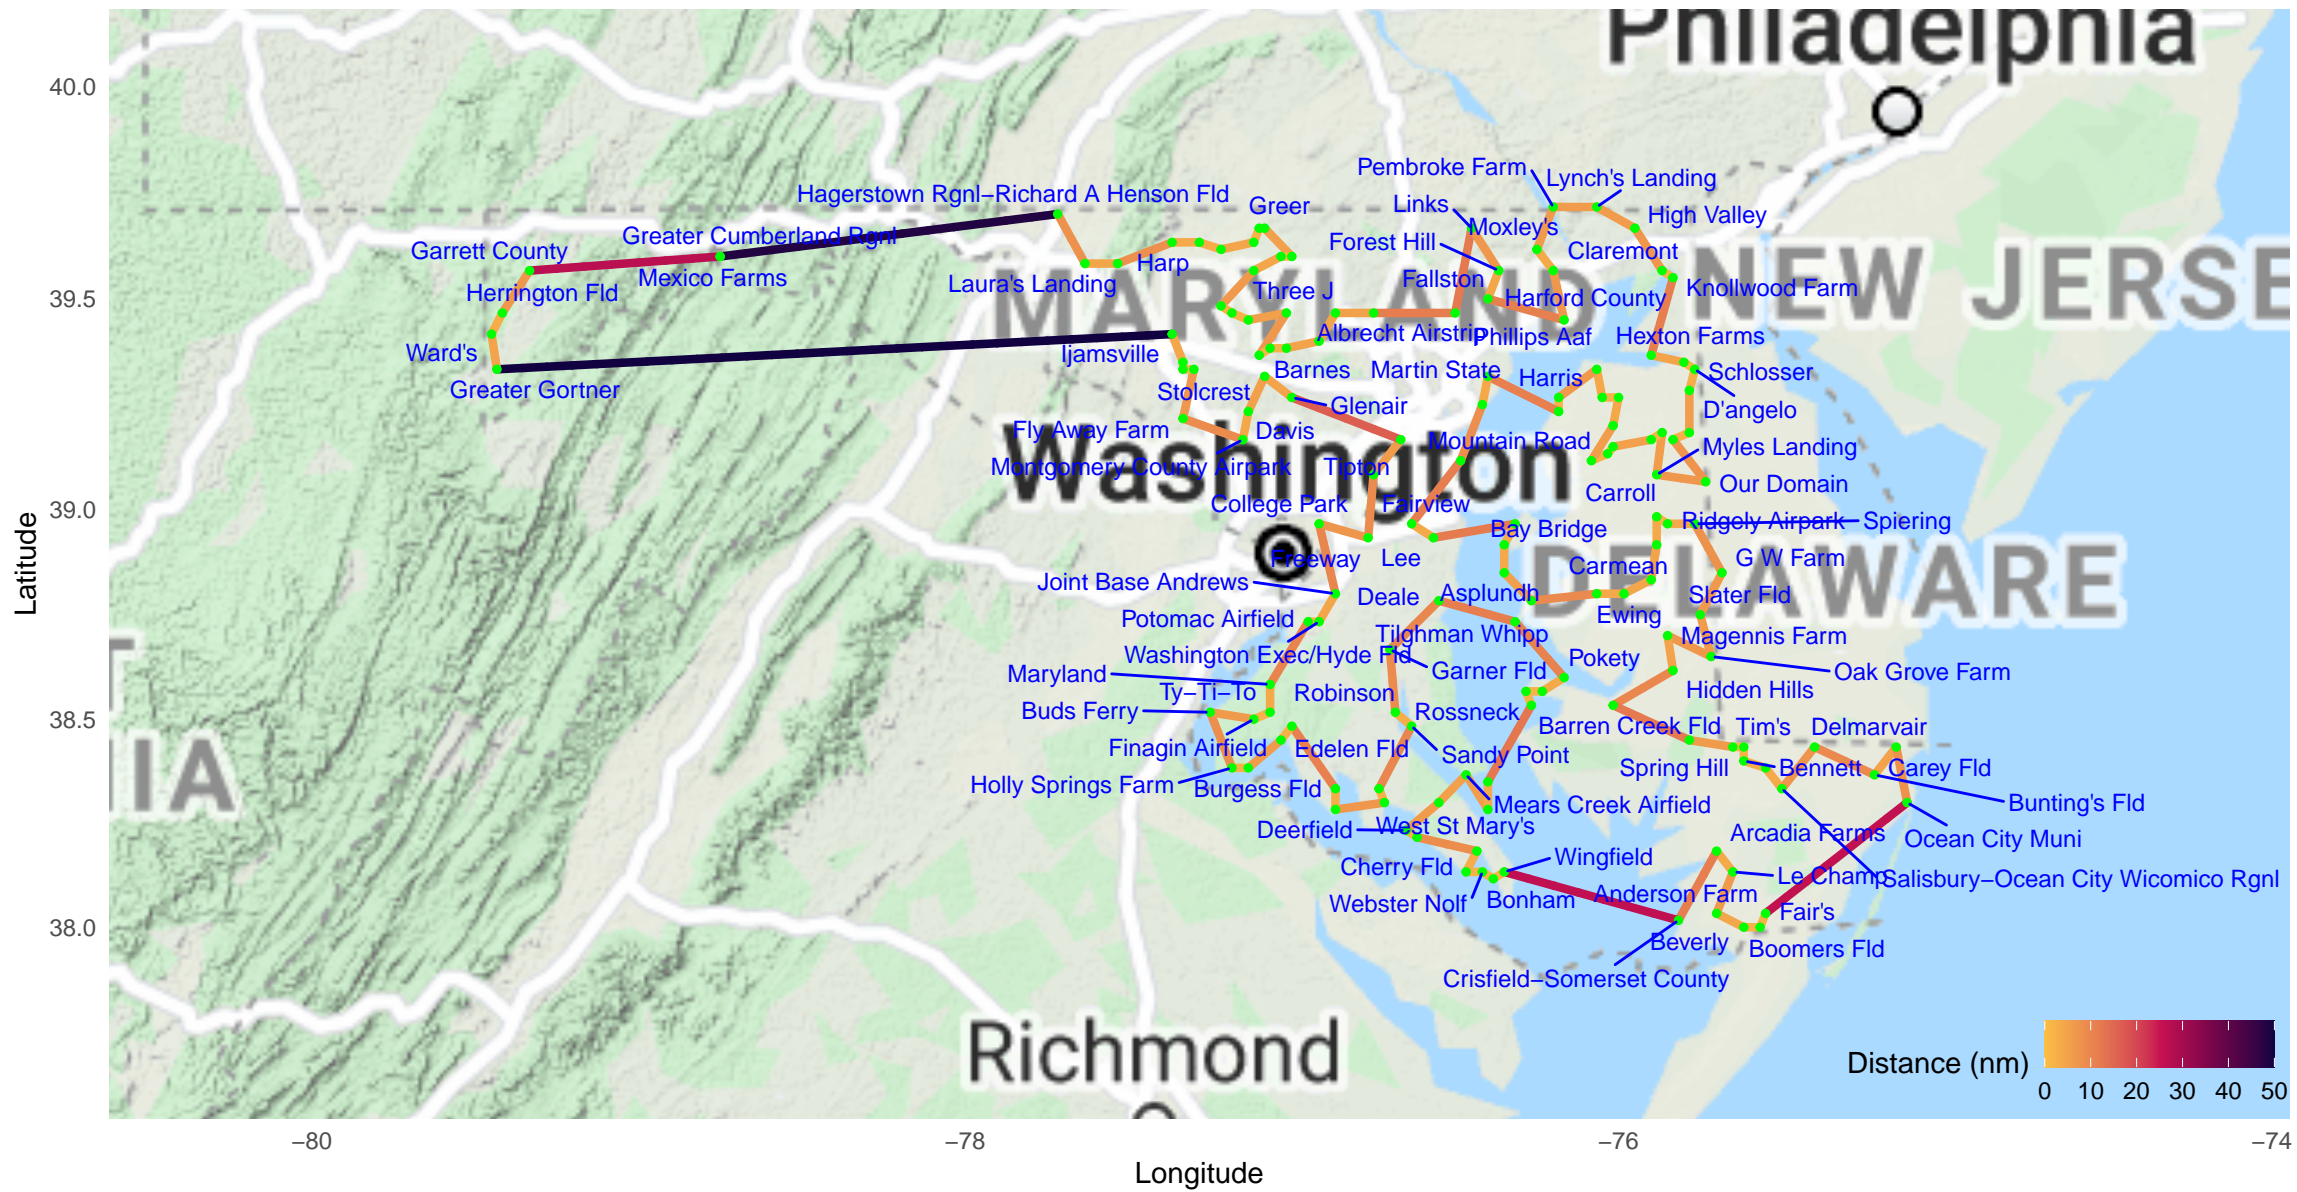 Philadelphia
40.0
Pembroke Farm
Lynch's Landing
Hagerstown Rgnl−Richard A Henson Fld
Greer
Links
High Valley
Moxley's
Greater Cumberland Rgnl
Forest Hill
Garrett County
Claremont
Harp
Mexico Farms
Fallston
Laura's Landing
Three J
Knollwood Farm
Herrington Fld
Harford County
39.5
MARYLAND
NEW JERSE
Albrecht Airstrip
Phillips Aaf
Hexton Farms
Ward's
Ijamsville
Barnes
Martin State
Harris
Schlosser
Greater Gortner
Stolcrest
Glenair
D'angelo
Fly Away Farm
Davis
Mountain Road
Myles Landing
Washington
Montgomery County Airpark
Tipton
Our Domain
Carroll
College Park
Fairview
39.0
Ridgely Airpark
Spiering
Bay Bridge
Freeway
Lee
G W Farm
Carmean
Joint Base Andrews
DELAWARE
Deale
Asplundh
Slater Fld
Ewing
Potomac Airfield
Tilghman Whipp
Magennis Farm
Washington Exec/Hyde Fld
Pokety
Maryland
Garner Fld
Oak Grove Farm
Ty−Ti−To
Robinson
Hidden Hills
Buds Ferry
Rossneck
38.5
Barren Creek Fld
Tim's
Delmarvair
Finagin Airfield
Edelen Fld
Sandy Point
Spring Hill
Bennett
Carey Fld
Holly Springs Farm
Burgess Fld
Mears Creek Airfield
Bunting's Fld
Deerfield
West St Mary's
Arcadia Farms
Ocean City Muni
Cherry Fld
Wingfield
Le Champ
Salisbury−Ocean City Wicomico Rgnl
Webster Nolf
Bonham
Anderson Farm
Fair's
38.0
Beverly
Boomers Fld
Crisfield−Somerset County
T
NIA
Richmond
Distance (nm)
0 10 20 30 40 50
−80 −78 −76 −74
Longitude
Latitude